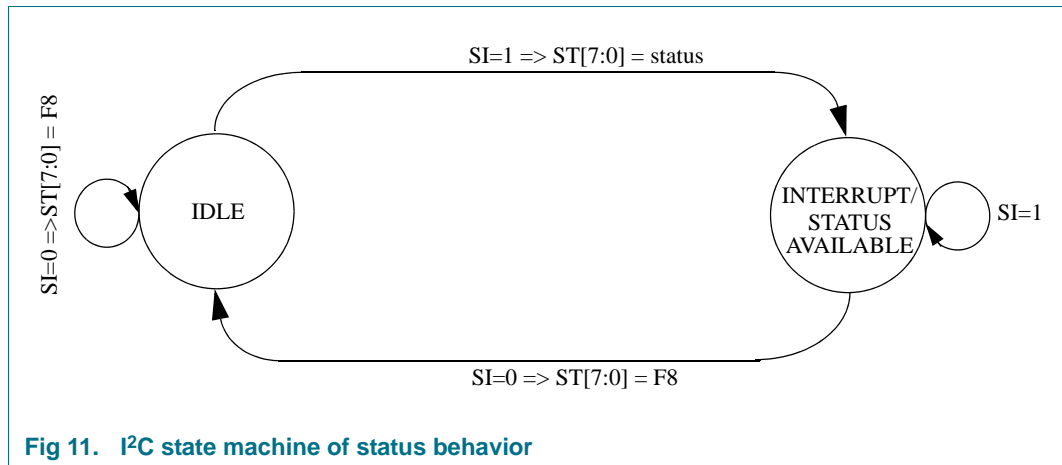 SI=1 => ST[7:0] = status
SI=0 =>ST[7:0] = F8
IDLE
INTERRUPT/
STATUS
AVAILABLE
SI=1
SI=0 => ST[7:0] = F8
Fig 11. I²C state machine of status behavior